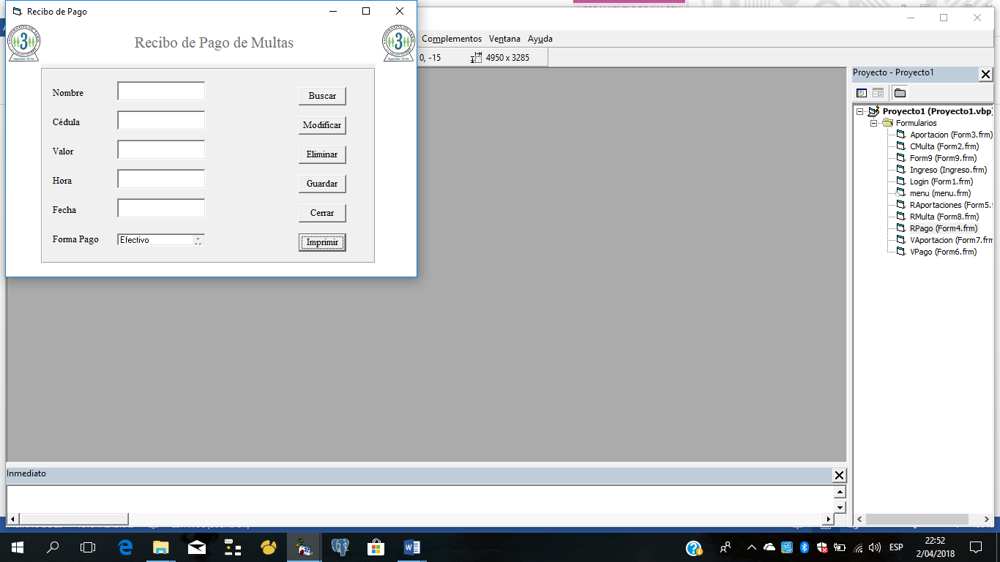 Recibo de Pago
Recibo de Pago de Multas
3
3
Nombre
Cédula
Valor
Hora
Fecha
Forma Pago
Efectivo
Buscar
Modificar
Eliminar
Guardar
Cerrar
Imprimir
Complementos Ventana Ayuda
0, -15 4950 x 3285
Proyecto - Proyecto1
Proyecto1 (Proyecto1.vbp)
Formularios
Aportacion (Form3.frm)
CMulta (Form2.frm)
Form9 (Form9.frm)
Ingreso (Ingreso.frm)
Login (Form1.frm)
menu (menu.frm)
RAportaciones (Form5.
RMulta (Form8.frm)
RPago (Form4.frm)
VAportacion (Form7.frm
VPago (Form6.frm)
Inmediato
ESP
22:52
2/04/2018